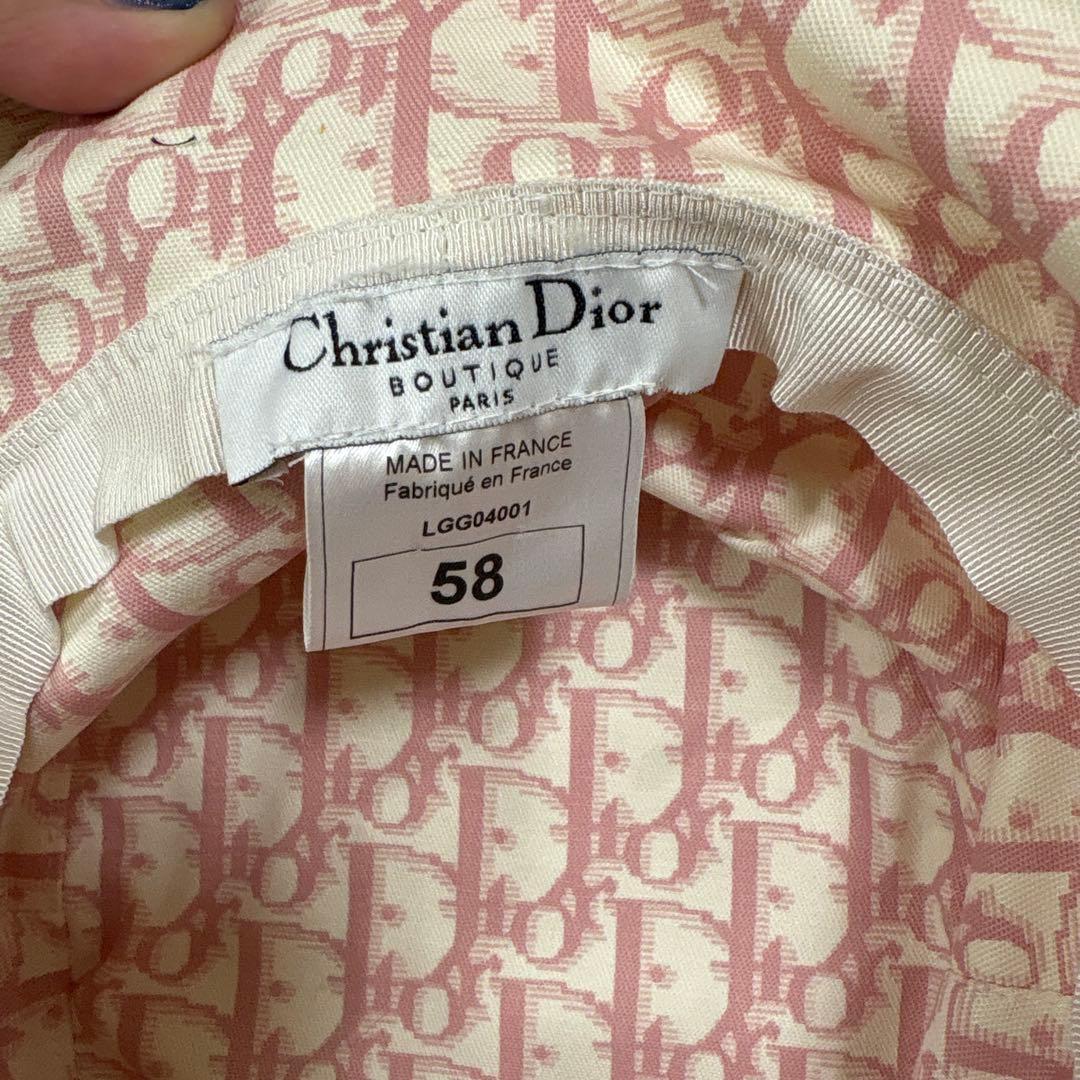 Christian Dior
BOUTIQUE
PARIS
MADE IN FRANCE
Fabriqué en France
LGG04001
58